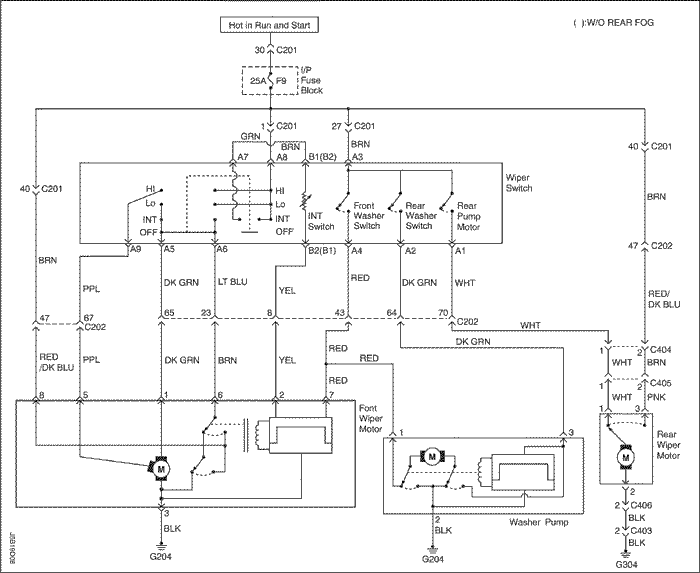 Hot in Run and Start
( ):W/O REAR FOG
30 C201
25A F9
I/P
Fuse
Block
1 C201
27 C201
GRN
BRN
BRN
40 C201
A7 A8 B1(B2) A3
Wiper
Switch
40 C201
HI
Lo
INT
OFF
HI
Lo
INT
OFF
INT
Switch
Front
Washer
Switch
Rear
Washer
Switch
Rear
Pump
Motor
BRN
A9 A5 A6 B2(B1) A4 A2 A1
47 C202
BRN
PPL
DK GRN
LT BLU
YEL
RED
DK GRN
WHT
RED/
DK BLU
47 67 65 23 8 43 64 70
C202
C202
WHT
RED
/DK BLU
PPL
DK GRN
BRN
YEL
RED
RED
RED
DK GRN
1 2 C404
WHT BRN
1 2 C405
WHT PNK
8 5 1 6 2 7
Font
Wiper
Motor
1 3
1 3
Rear
Wiper
Motor
M
M
M
3
BLK
G204
2
BLK
Washer Pump
G204
2
2 C406
BLK
2 C403
BLK
G304